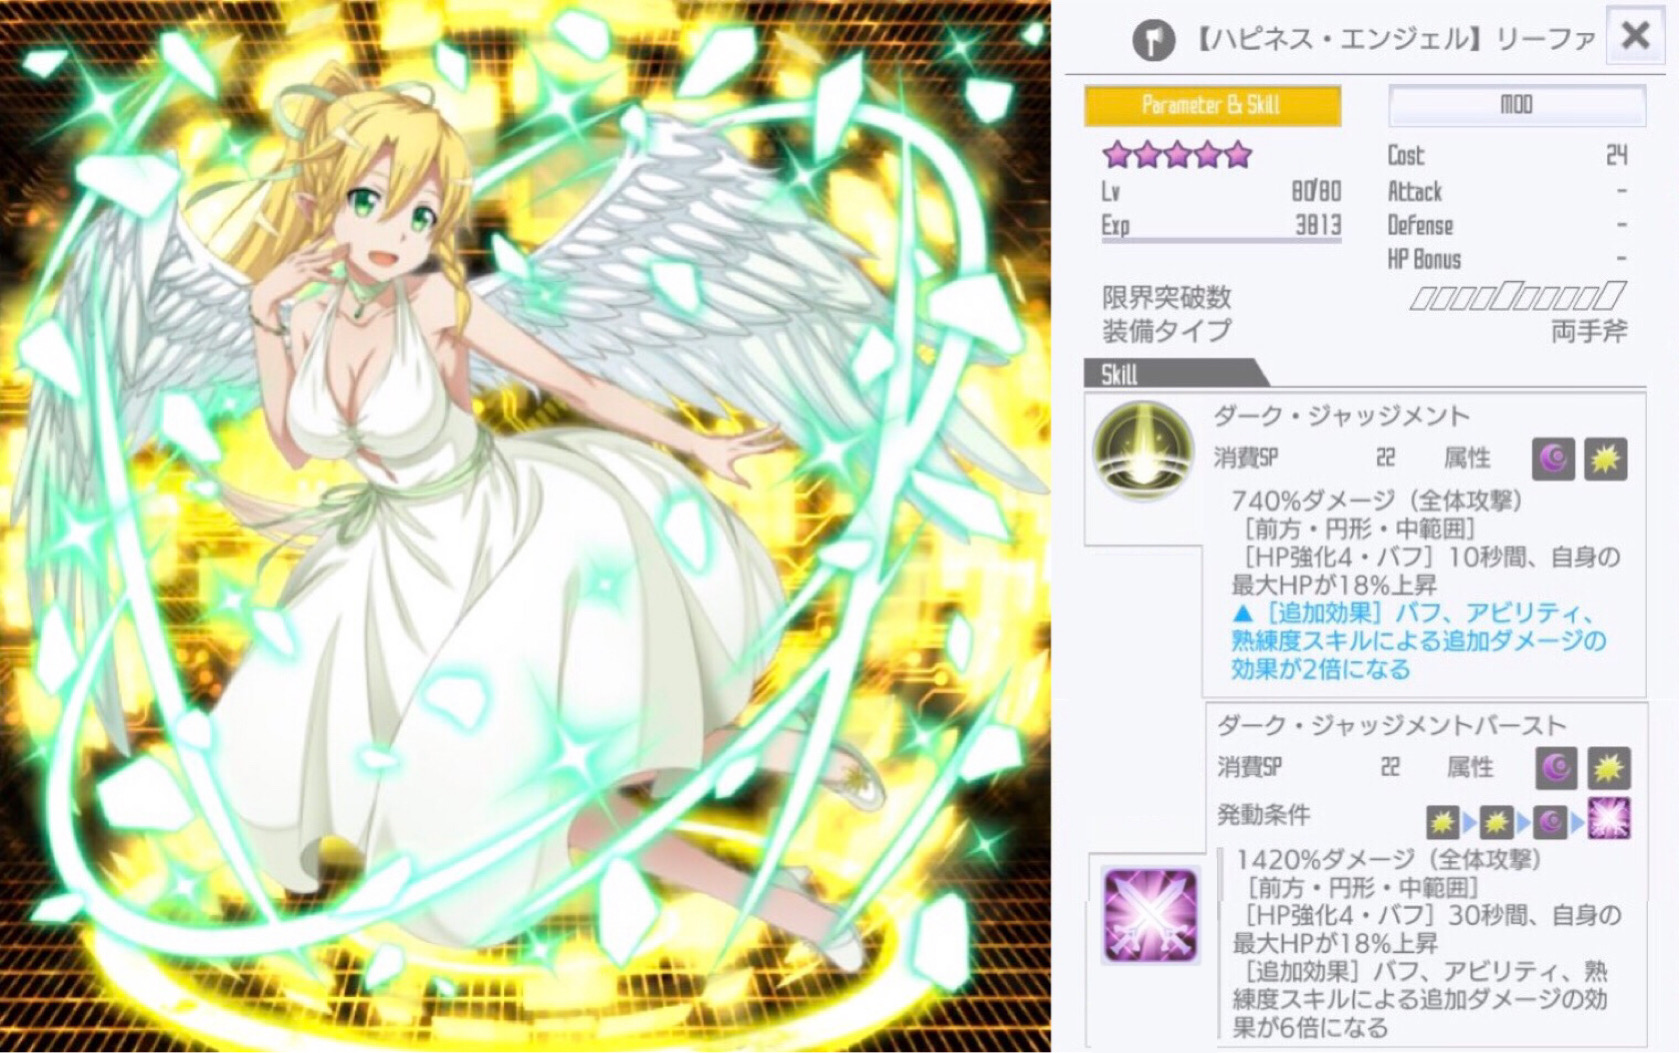 【ハピネス・エンジェル】リーファ
Parameter & Skill
MOD
Cost 24
Lv 80/80
Attack -
Exp 3813
Defense -
HP Bonus -
限界突破数
装備タイプ 両手斧
Skill
ダーク・ジャッジメント
消費SP 22 属性
740%ダメージ（全体攻撃）
［前方・円形・中範囲］
［HP強化4・バフ］10秒間、自身の
最大HPが18%上昇
▲［追加効果］バフ、アビリティ、
熟練度スキルによる追加ダメージの
効果が2倍になる
ダーク・ジャッジメントバースト
消費SP 22 属性
発動条件
1420%ダメージ（全体攻撃）
［前方・円形・中範囲］
［HP強化4・バフ］30秒間、自身の
最大HPが18%上昇
［追加効果］バフ、アビリティ、熟
練度スキルによる追加ダメージの効
果が6倍になる